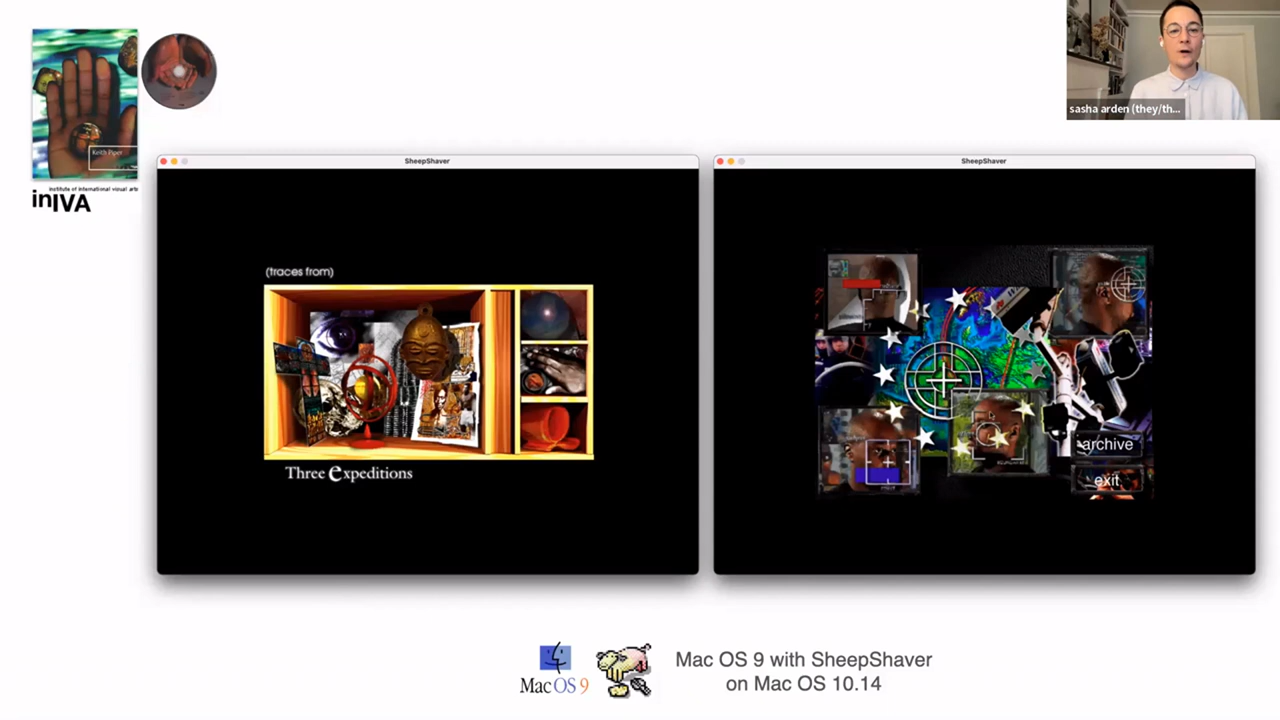 sasha arden (they/th...
Keith Piper
institute of international visual arts
inIVA
SheepShaver
(traces from)
Three expeditions
SheepShaver
archive
exit
Mac OS 9
Mac OS 9 with SheepShaver
on Mac OS 10.14